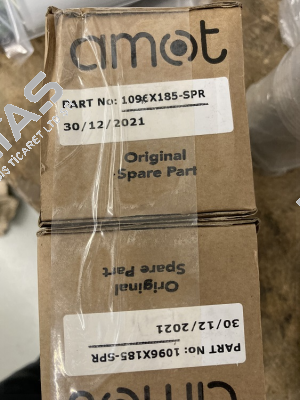 amot
PART No: 1096X185-SPR
30/12/2021
Original
Spare Part
Original
Spare Part
30/12/2021
PART No: 1096X185-SPR
amot